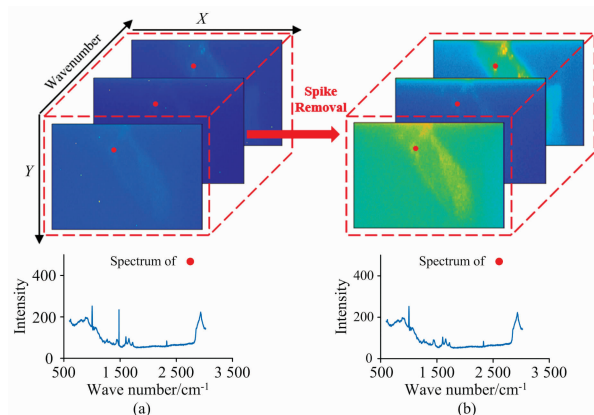 X
Wavenumber
Y
Spike
Removal
Spectrum of
Intensity
400
200
0
500
1 500
2 500
3 500
Wave number/cm-1
(a)
Spectrum of
Intensity
400
200
0
500
1 500
2 500
3 500
Wave number/cm-1
(b)